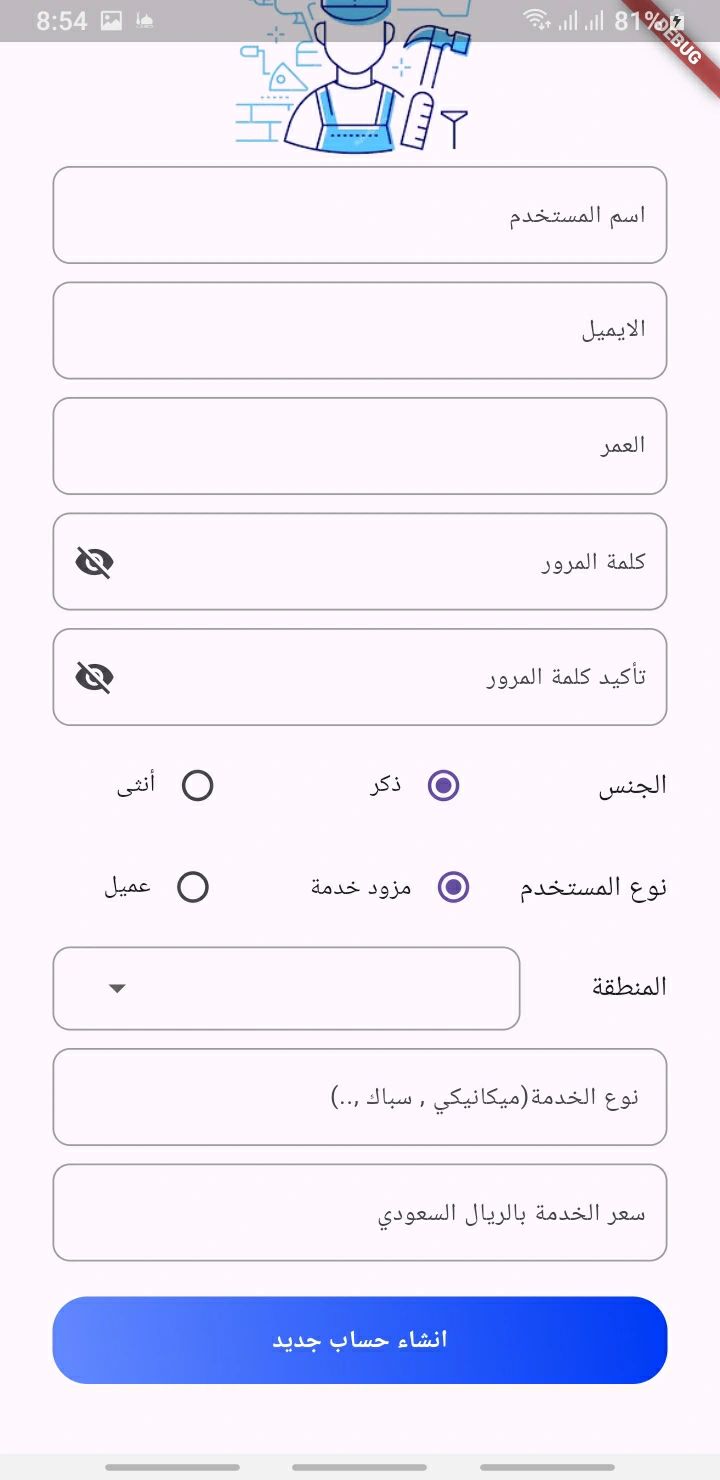 8:54
81%
DEBUG
اسم المستخدم
الايميل
العمر
كلمة المرور
تأكيد كلمة المرور
الجنس ذكر أنثى
نوع المستخدم مزود خدمة عميل
المنطقة
نوع الخدمة(ميكانيكي , سباك ,..)
سعر الخدمة بالريال السعودي
انشاء حساب جديد